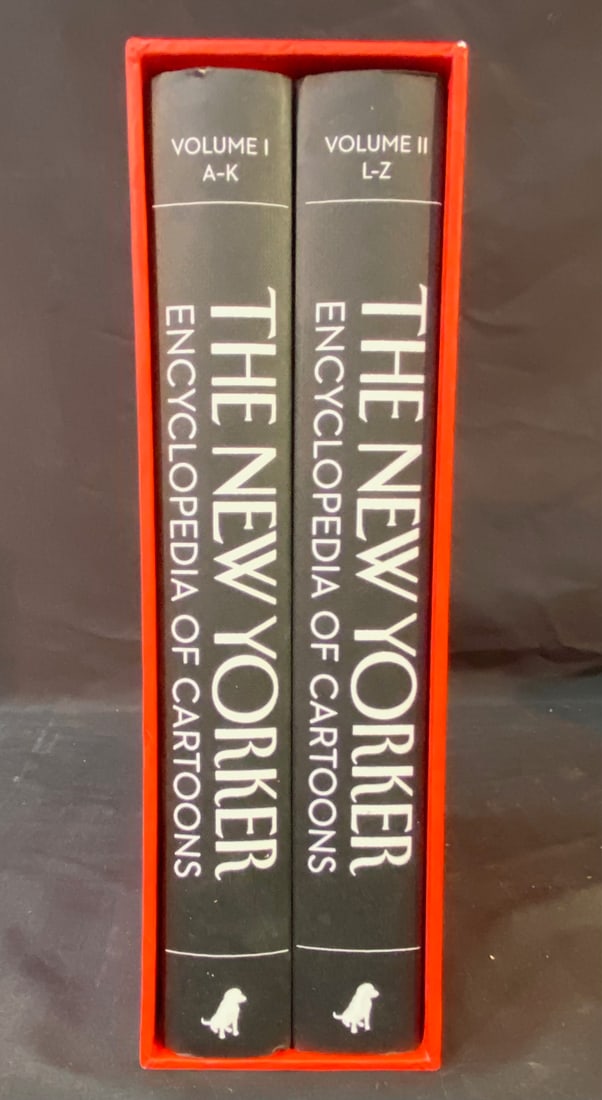 VOLUME I
A-K
THE NEW YORKER
ENCYCLOPEDIA OF CARTOONS
VOLUME II
L-Z
THE NEW YORKER
ENCYCLOPEDIA OF CARTOONS